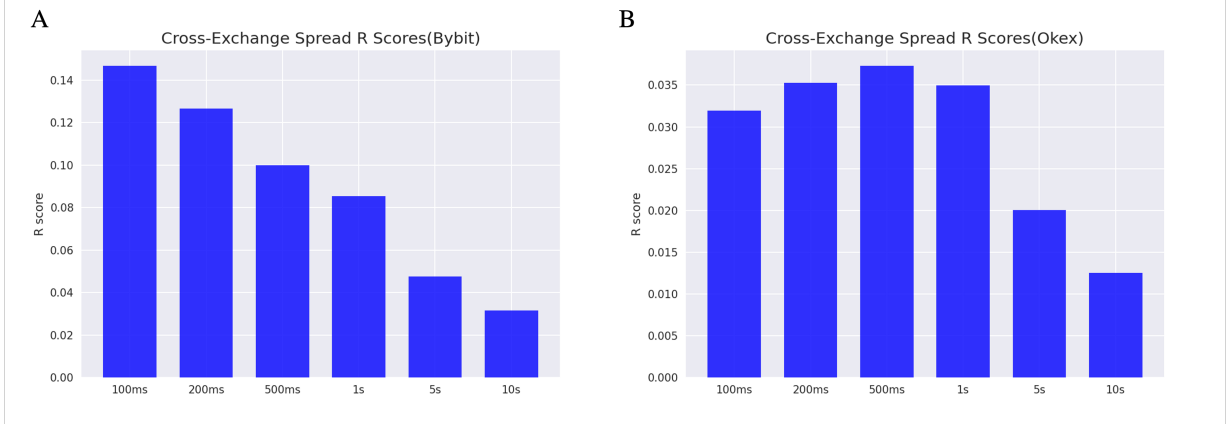 A
Cross-Exchange Spread R Scores(Bybit)
R score
0.14
0.12
0.10
0.08
0.06
0.04
0.02
0.00
100ms 200ms 500ms 1s 5s 10s
B
Cross-Exchange Spread R Scores(Okex)
R score
0.035
0.030
0.025
0.020
0.015
0.010
0.005
0.000
100ms 200ms 500ms 1s 5s 10s